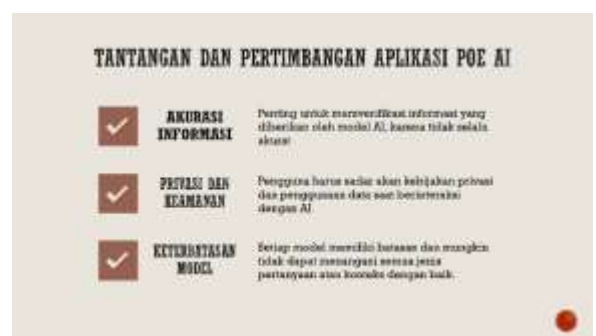 TANTANGAN DAN PERTIMBANGAN APLIKASI POE AI
AKURASI
INFORMASI
Penting untuk memverifikasi informasi yang
diberikan oleh model AI, karena tidak selalu
akurat
PRIVASI DAN
KEAMANAN
Pengguna harus sadar akan kebijakan privasi
dan penggunaan data saat berinteraksi
dengan AI
KETERBATASAN
MODEL
Setiap model memiliki batasan dan mungkin
tidak dapat menangani semua jenis
pertanyaan atau konteks dengan baik.